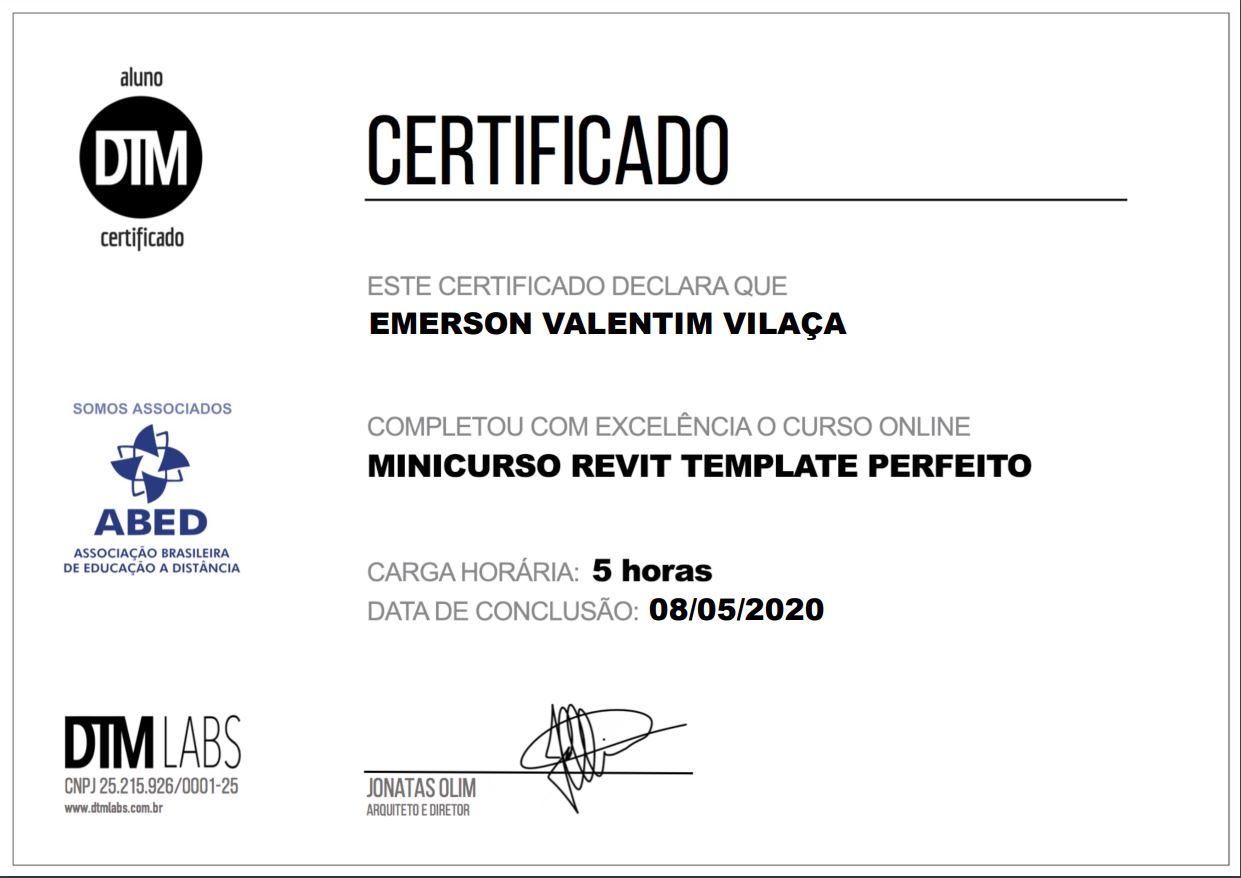 aluno
DTM
certificado
CERTIFICADO
ESTE CERTIFICADO DECLARA QUE
EMERSON VALENTIM VILAÇA
SOMOS ASSOCIADOS
ABED
ASSOCIAÇÃO BRASILEIRA
DE EDUCAÇÃO A DISTÂNCIA
COMPLETOU COM EXCELÊNCIA O CURSO ONLINE
MINICURSO REVIT TEMPLATE PERFEITO
CARGA HORÁRIA: 5 horas
DATA DE CONCLUSÃO: 08/05/2020
DTM LABS
CNPJ 25.215.926/0001-25
www.dtmlabs.com.br
JONATAS OLIM
ARQUITETO E DIRETOR